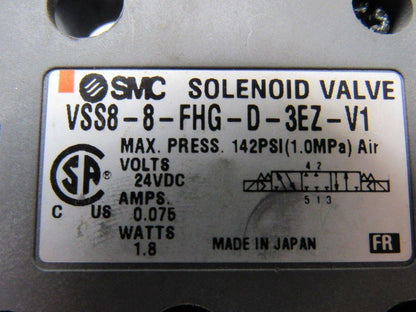 SMC SOLENOID VALVE
VSS8-8-FHG-D-3EZ-V1
MAX. PRESS. 142PSI(1.0MPa) Air
VOLTS
24VDC
4 2
AMPS.
5 1 3
0.075
WATTS
1.8
MADE IN JAPAN
FR
SA ®
C US